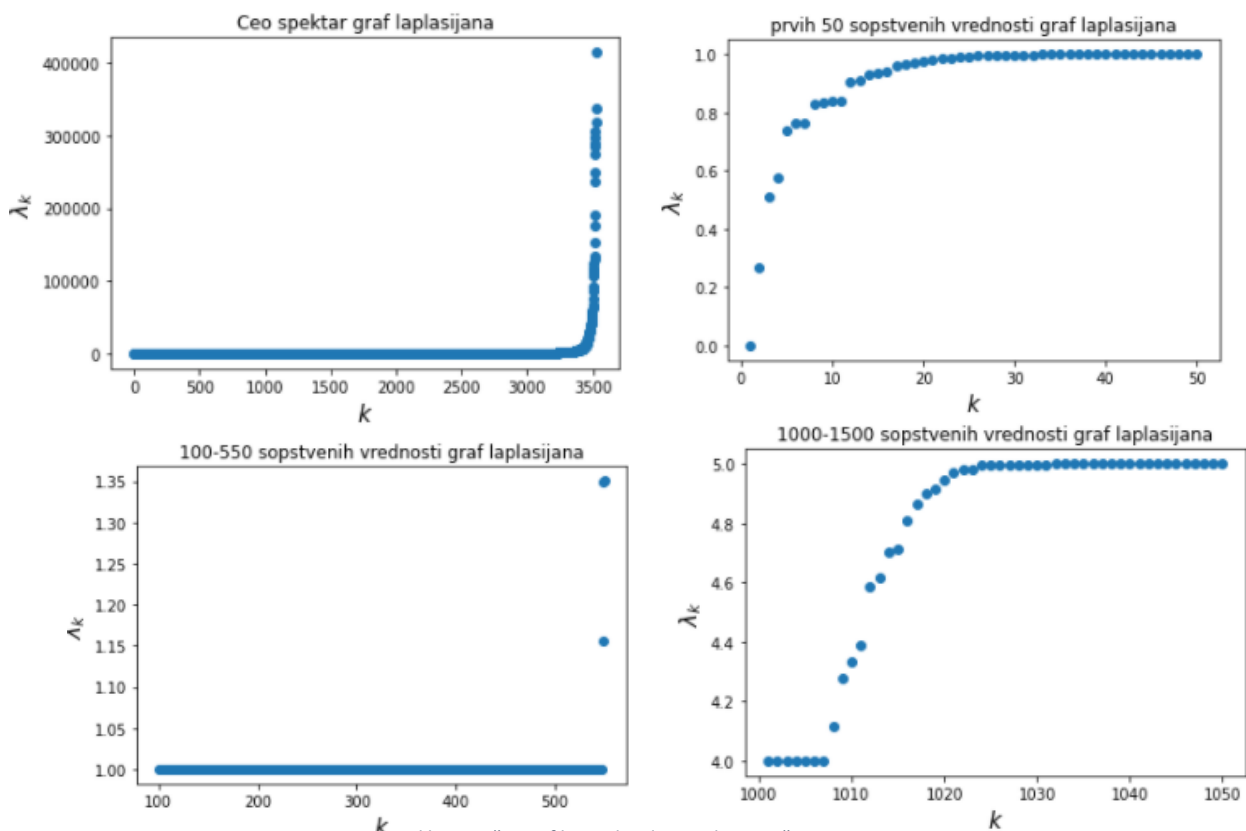 Ceo spektar graf laplasijana
400000
300000
200000
100000
0
λk
0 500 1000 1500 2000 2500 3000 3500
k
prvih 50 sopstvenih vrednosti graf laplasijana
1.0
0.8
0.6
0.4
0.2
0.0
λk
0 10 20 30 40 50
k
100-550 sopstvenih vrednosti graf laplasijana
1.35
1.30
1.25
1.20
1.15
1.10
1.05
1.00
λk
100 200 300 400 500
k
1000-1500 sopstvenih vrednosti graf laplasijana
5.0
4.8
4.6
4.4
4.2
4.0
λk
1000 1010 1020 1030 1040 1050
k